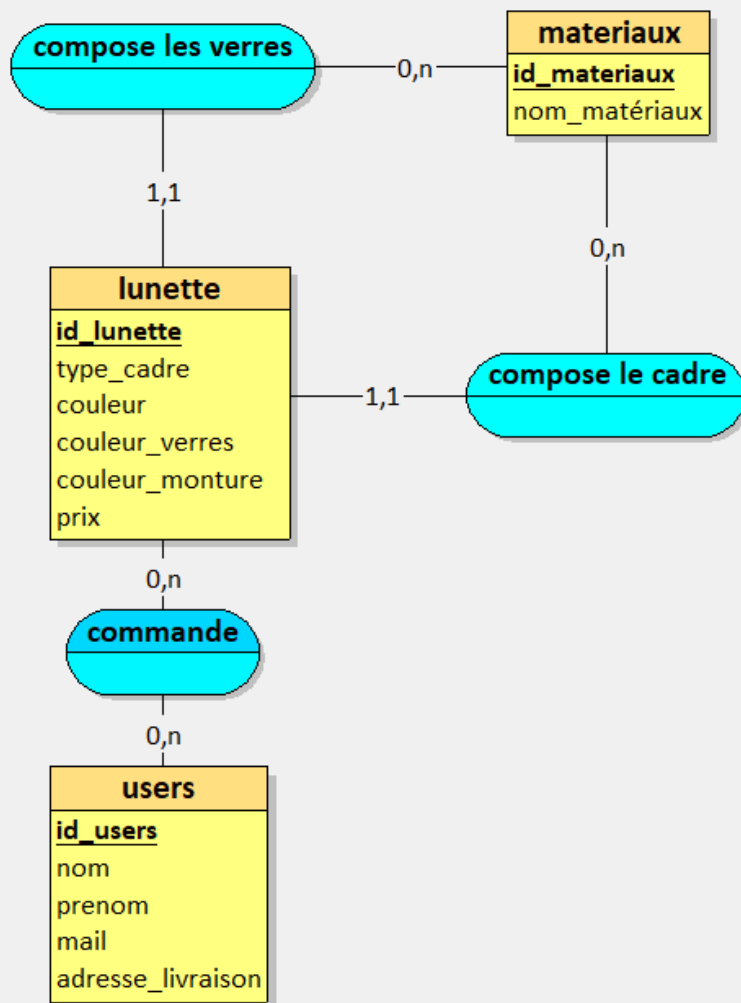 compose les verres
0,n
materiaux
id_materiaux
nom_matériaux
1,1
0,n
lunette
id_lunette
type_cadre
couleur
couleur_verres
couleur_monture
prix
1,1
compose le cadre
0,n
commande
0,n
users
id_users
nom
prenom
mail
adresse_livraison